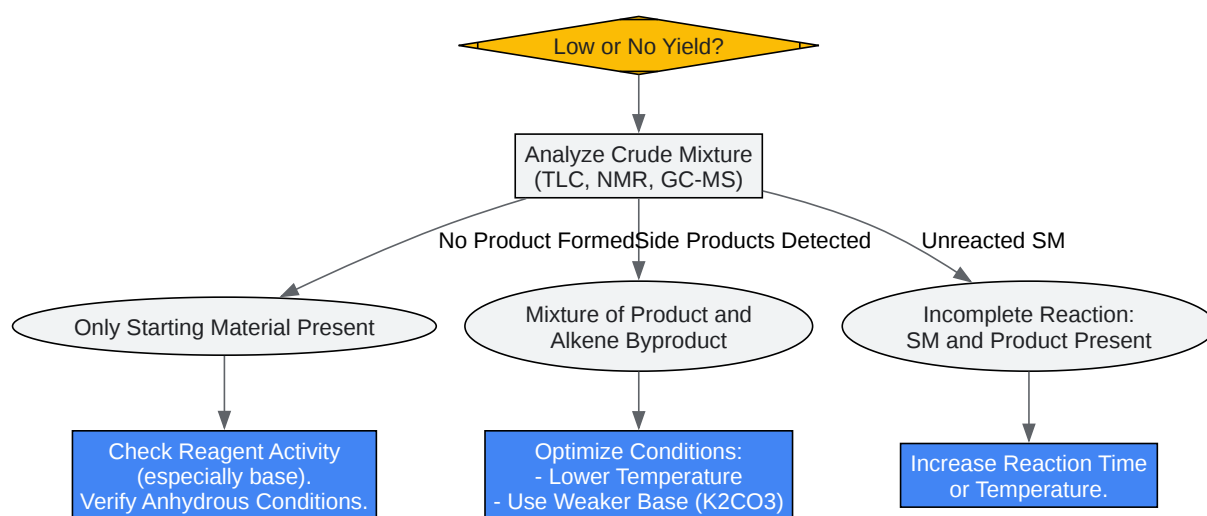 Low or No Yield?
Analyze Crude Mixture
(TLC, NMR, GC-MS)
No Product Formed
Side Products Detected
Unreacted SM
Only Starting Material Present
Mixture of Product and
Alkene Byproduct
Incomplete Reaction:
SM and Product Present
Check Reagent Activity
(especially base).
Verify Anhydrous Conditions.
Optimize Conditions:
- Lower Temperature
- Use Weaker Base (K2CO3)
Increase Reaction Time
or Temperature.